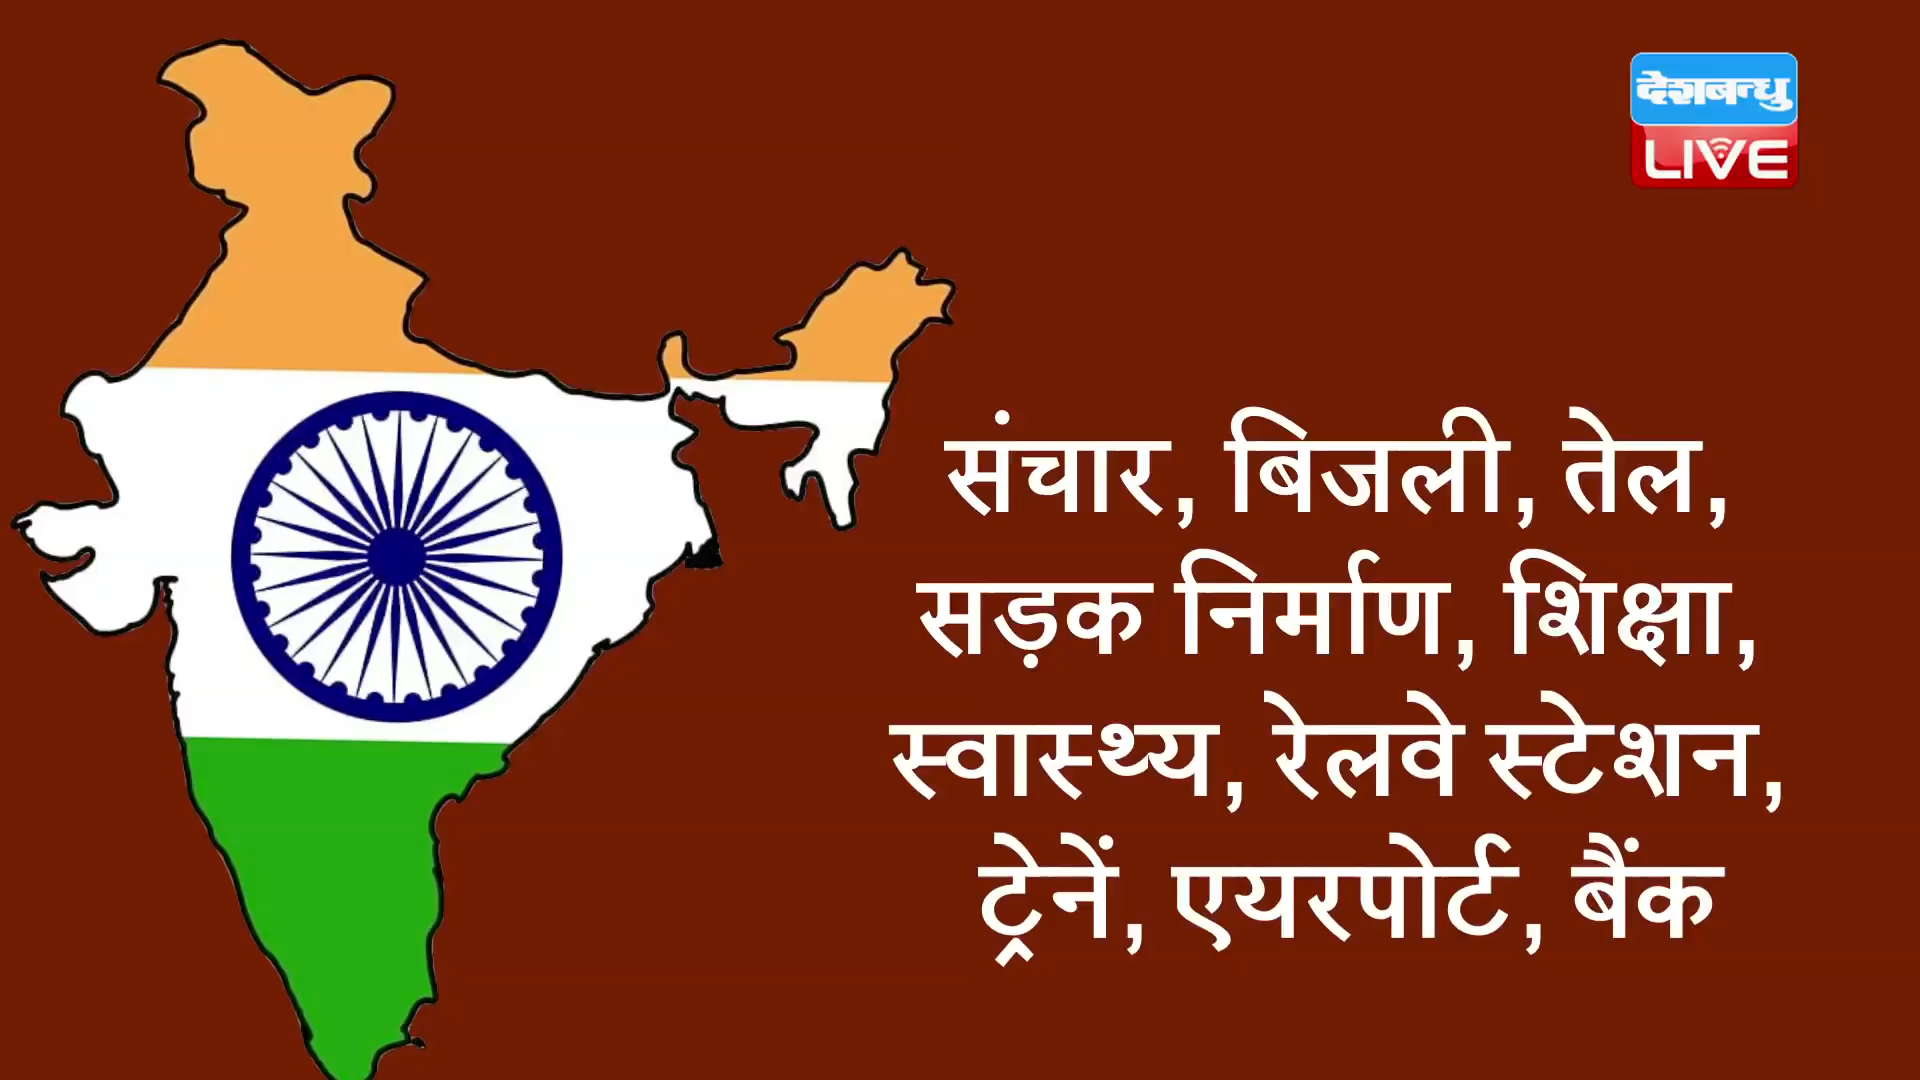 देशबन्धु
LIVE
संचार, बिजली, तेल,
सड़क निर्माण, शिक्षा,
स्वास्थ्य, रेलवे स्टेशन,
ट्रेनें, एयरपोर्ट, बैंक